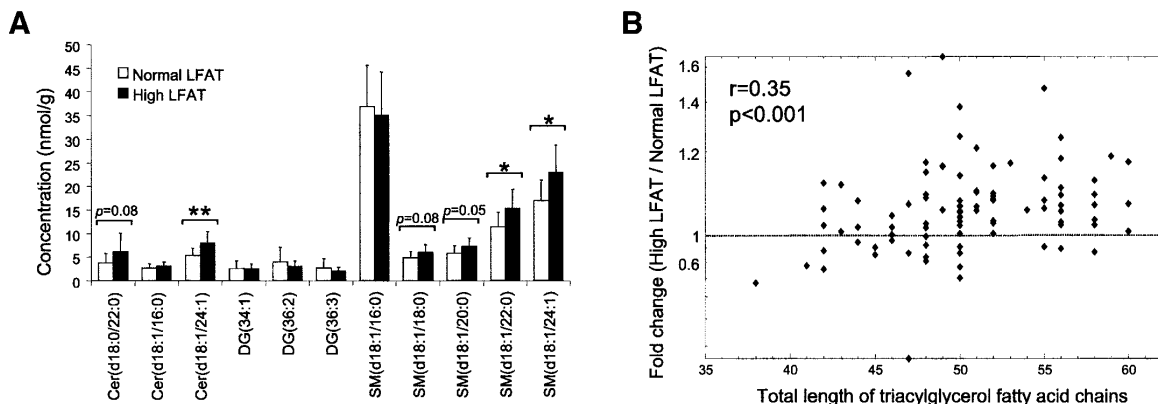 A
50
45
40
35
30
25
20
15
10
5
0
Concentration (nmol/g)
Normal LFAT
High LFAT
p=0.08
**
p=0.08
p=0.05
*
*
Cer(d18:0/22:0)
Cer(d18:1/16:0)
Cer(d18:1/24:1)
DG(34:1)
DG(36:2)
DG(36:3)
SM(d18:1/16:0)
SM(d18:1/18:0)
SM(d18:1/20:0)
SM(d18:1/22:0)
SM(d18:1/24:1)
B
Fold change (High LFAT / Normal LFAT)
1.6
1.4
1.2
1
0.6
r=0.35
p<0.001
35 40 45 50 55 60
Total length of triacylglycerol fatty acid chains